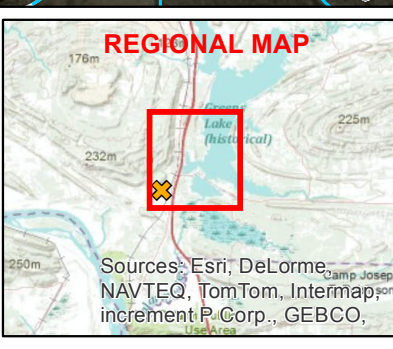 REGIONAL MAP
176m
Greens
Lake
(historical)
225m
232m
250m
Sources: Esri, DeLorme,
NAVTEQ, TomTom, Intermap,
increment P Corp., GEBCO,
Camp Josep
Use Area